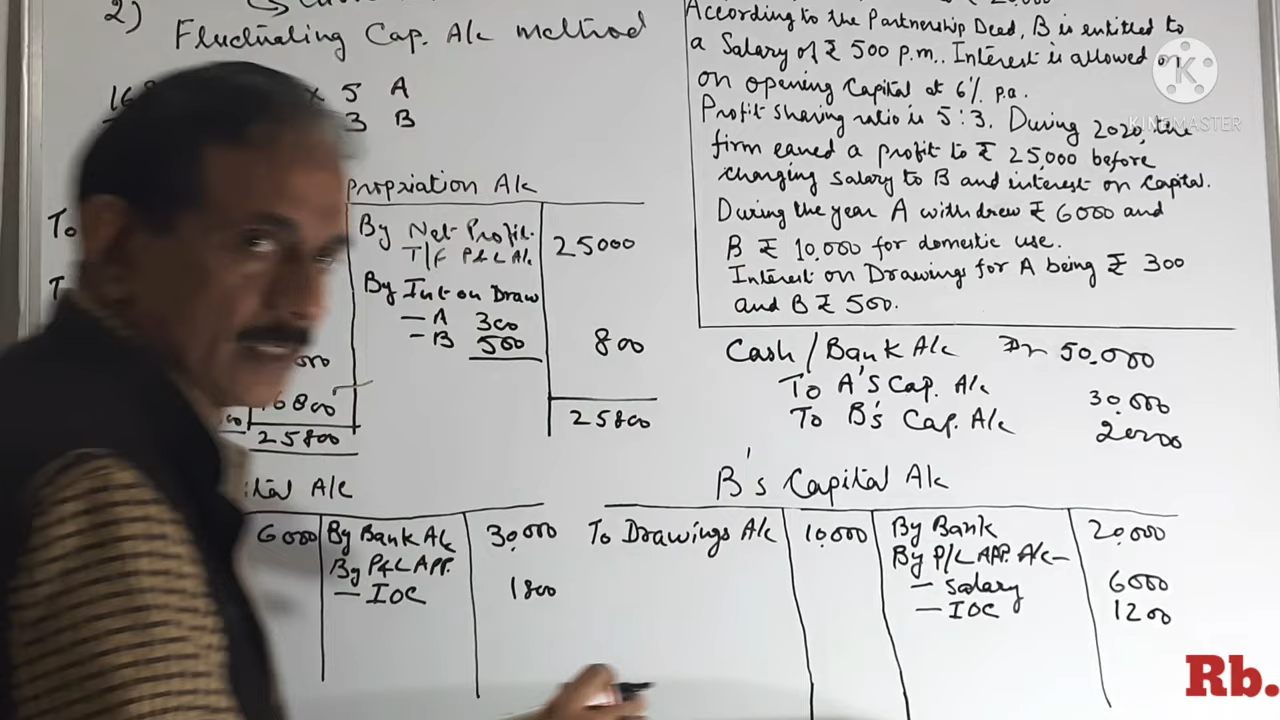 2)
Fluctuating Cap. A/c method
5 A
3 B
propriation A/c
To
By Net Profit
T/F P&L A/c
25000
By Int on Draw
- A 300
- B 500
800
16800
25800
25800
According to the Partnership Deed, B is entitled to
a Salary of ₹ 500 p.m.. Interest is allowed on
on opening Capital at 6% p.a.
Profit sharing ratio is 5:3. During 2020, the
firm earned a profit to ₹ 25,000 before
charging salary to B and interest on capital.
During the year A withdrew ₹ 6000 and
B ₹ 10,000 for domestic use.
Interest on Drawings for A being ₹ 300
and B ₹ 500.
Cash/Bank A/c Dr 50,000
To A's Cap. A/c 30,000
To B's Cap. A/c 20000
ital A/c
6000 By Bank A/c 30,000
By P&L APP.
- IOC 1800
B's Capital A/c
To Drawings A/c 10,000 By Bank 20,000
By P/L APP. A/c-
- Salary 6000
- IOC 1200
KINEMASTER
Rb.